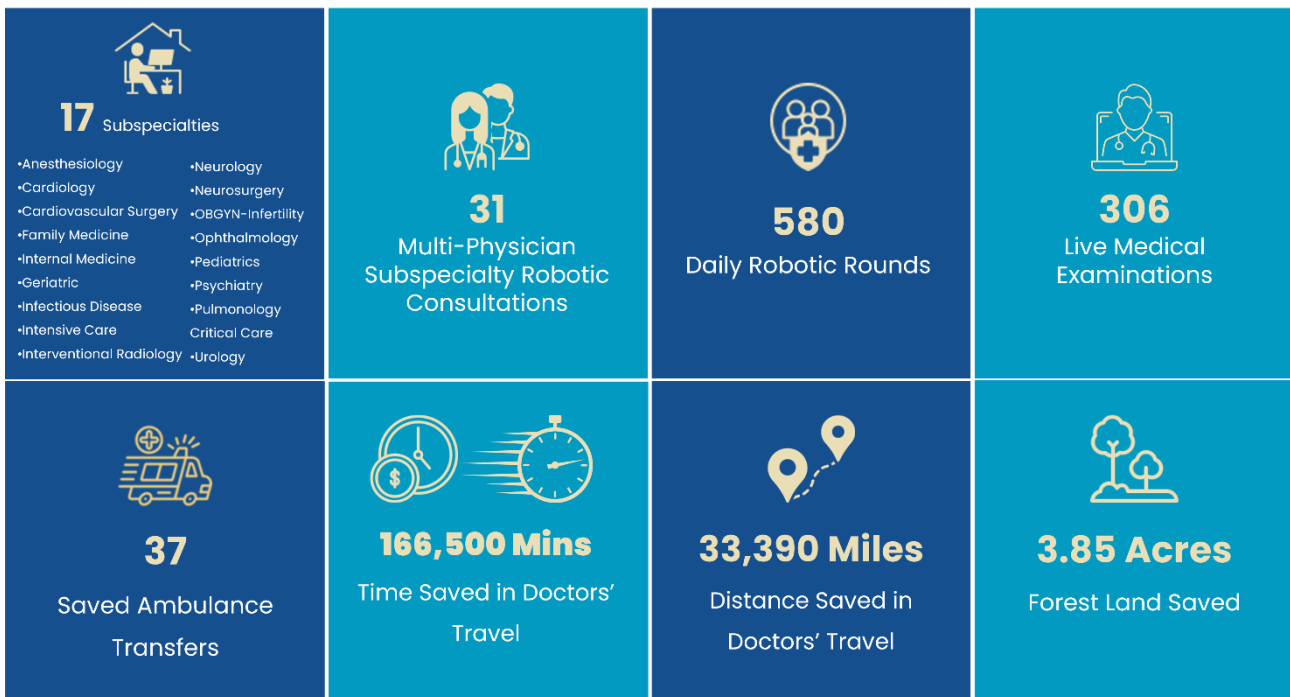 17 Subspecialties
•Anesthesiology
•Cardiology
•Cardiovascular Surgery
•Family Medicine
•Internal Medicine
•Geriatric
•Infectious Disease
•Intensive Care
•Interventional Radiology
•Neurology
•Neurosurgery
•OBGYN-Infertility
•Ophthalmology
•Pediatrics
•Psychiatry
•Pulmonology
Critical Care
•Urology
31
Multi-Physician
Subspecialty Robotic
Consultations
580
Daily Robotic Rounds
306
Live Medical
Examinations
37
Saved Ambulance
Transfers
$
166,500 Mins
Time Saved in Doctors’
Travel
33,390 Miles
Distance Saved in
Doctors’ Travel
3.85 Acres
Forest Land Saved